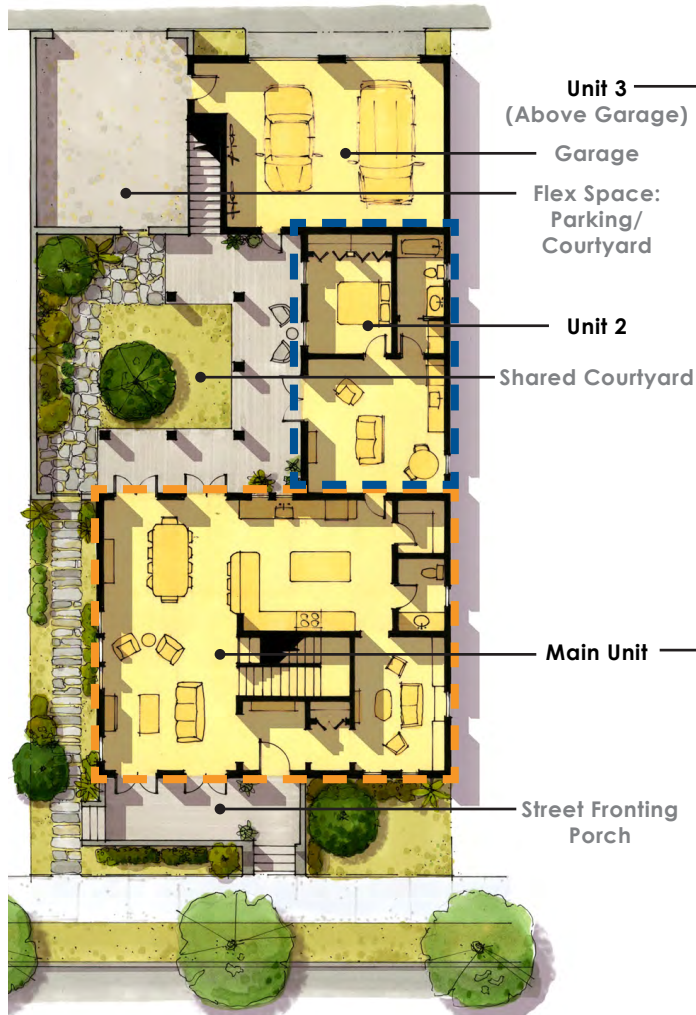 Unit 3
(Above Garage)
Garage
Flex Space:
Parking/
Courtyard
Unit 2
Shared Courtyard
Main Unit
Street Fronting
Porch